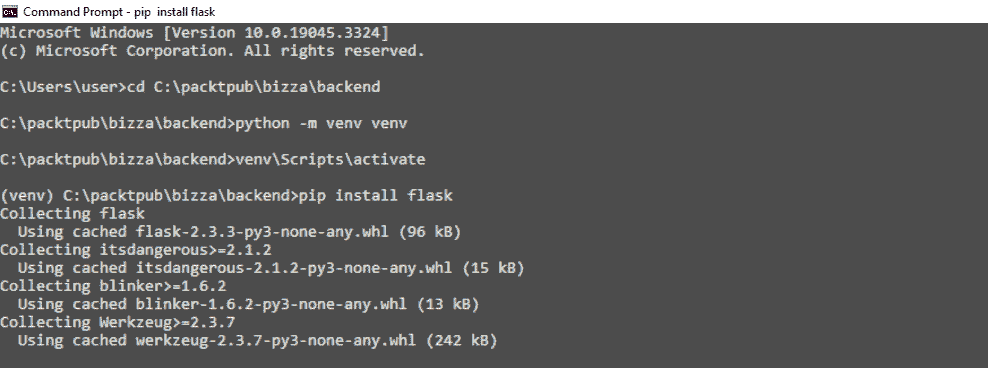 Command Prompt - pip  install flask
Microsoft Windows [Version 10.0.19045.3324]
(c) Microsoft Corporation. All rights reserved.
C:\Users\user>cd C:\packtpub\bizza\backend
C:\packtpub\bizza\backend>python -m venv venv
C:\packtpub\bizza\backend>venv\Scripts\activate
(venv) C:\packtpub\bizza\backend>pip install flask
Collecting flask
  Using cached flask-2.3.3-py3-none-any.whl (96 kB)
Collecting itsdangerous>=2.1.2
  Using cached itsdangerous-2.1.2-py3-none-any.whl (15 kB)
Collecting blinker>=1.6.2
  Using cached blinker-1.6.2-py3-none-any.whl (13 kB)
Collecting Werkzeug>=2.3.7
  Using cached werkzeug-2.3.7-py3-none-any.whl (242 kB)